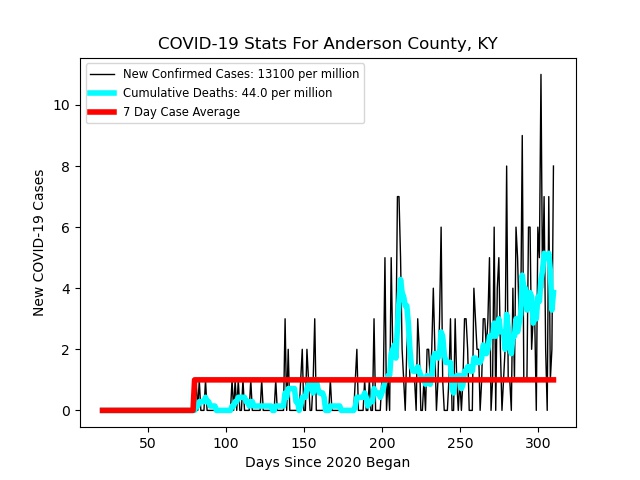 COVID-19 Stats For Anderson County, KY
New Confirmed Cases: 13100 per million
Cumulative Deaths: 44.0 per million
7 Day Case Average
New COVID-19 Cases
10
8
6
4
2
0
50 100 150 200 250 300
Days Since 2020 Began